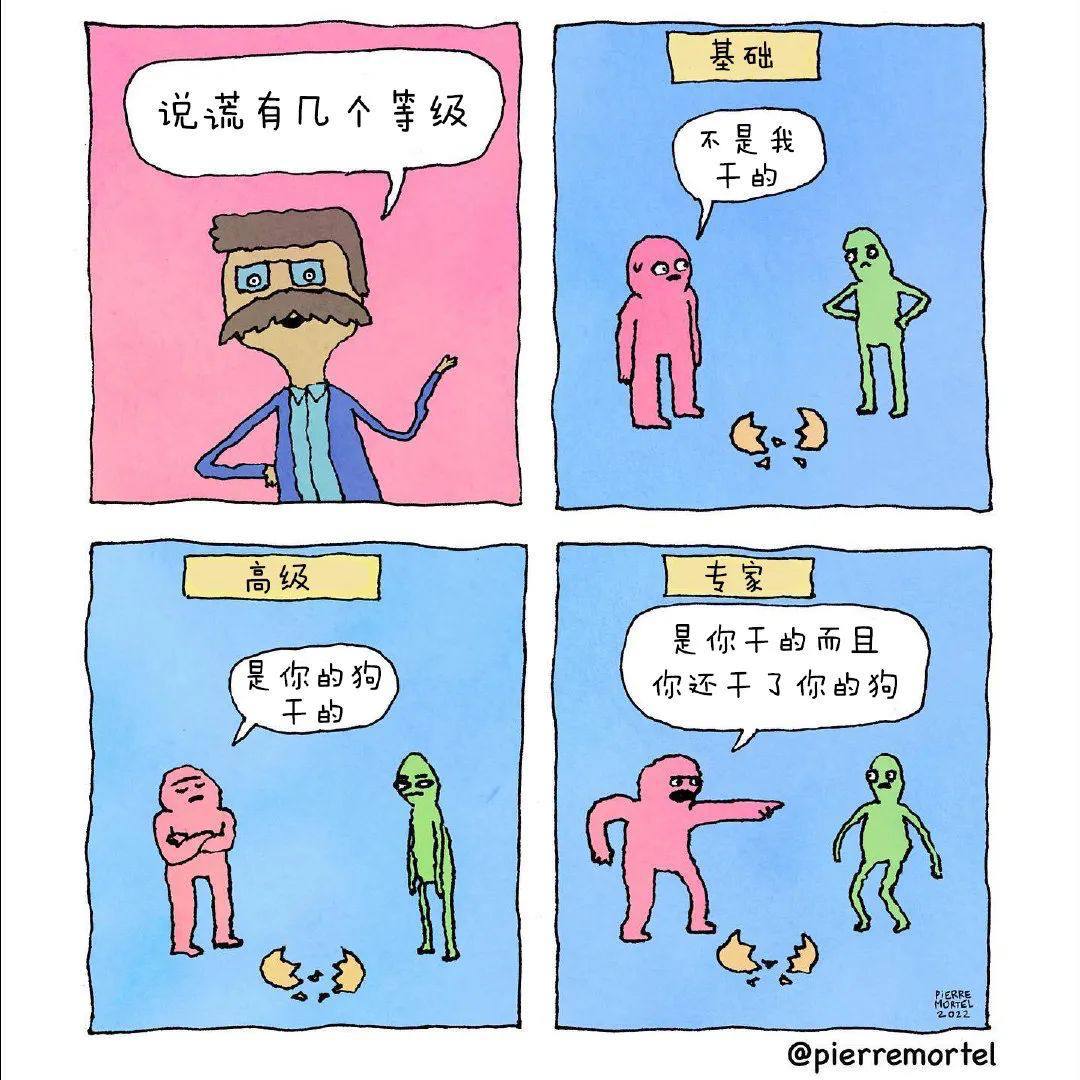 说谎有几个等级
基础
不是我
干的
高级
是你的狗
干的
专家
是你干的而且
你还干了你的狗
PIERRE
MORTEL
2022
@pierremortel